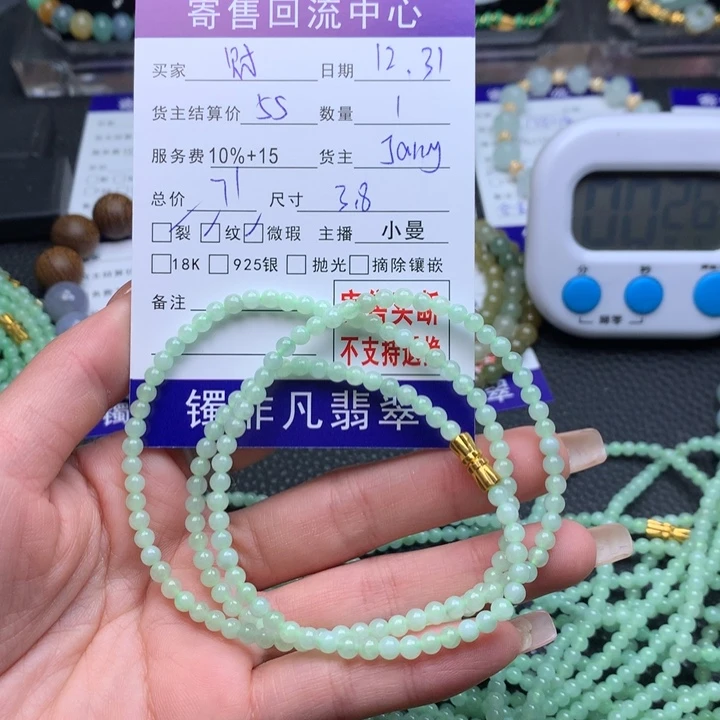 寄售回流中心
买家 财 日期 12.31
货主结算价 55 数量 1
服务费 10%+15 货主 Jany
总价 71 尺寸 3.8
裂 纹 微瑕 主播 小曼
18K 925银 抛光 摘除镶嵌
备注
不支持退换
镯非凡翡翠
分 秒